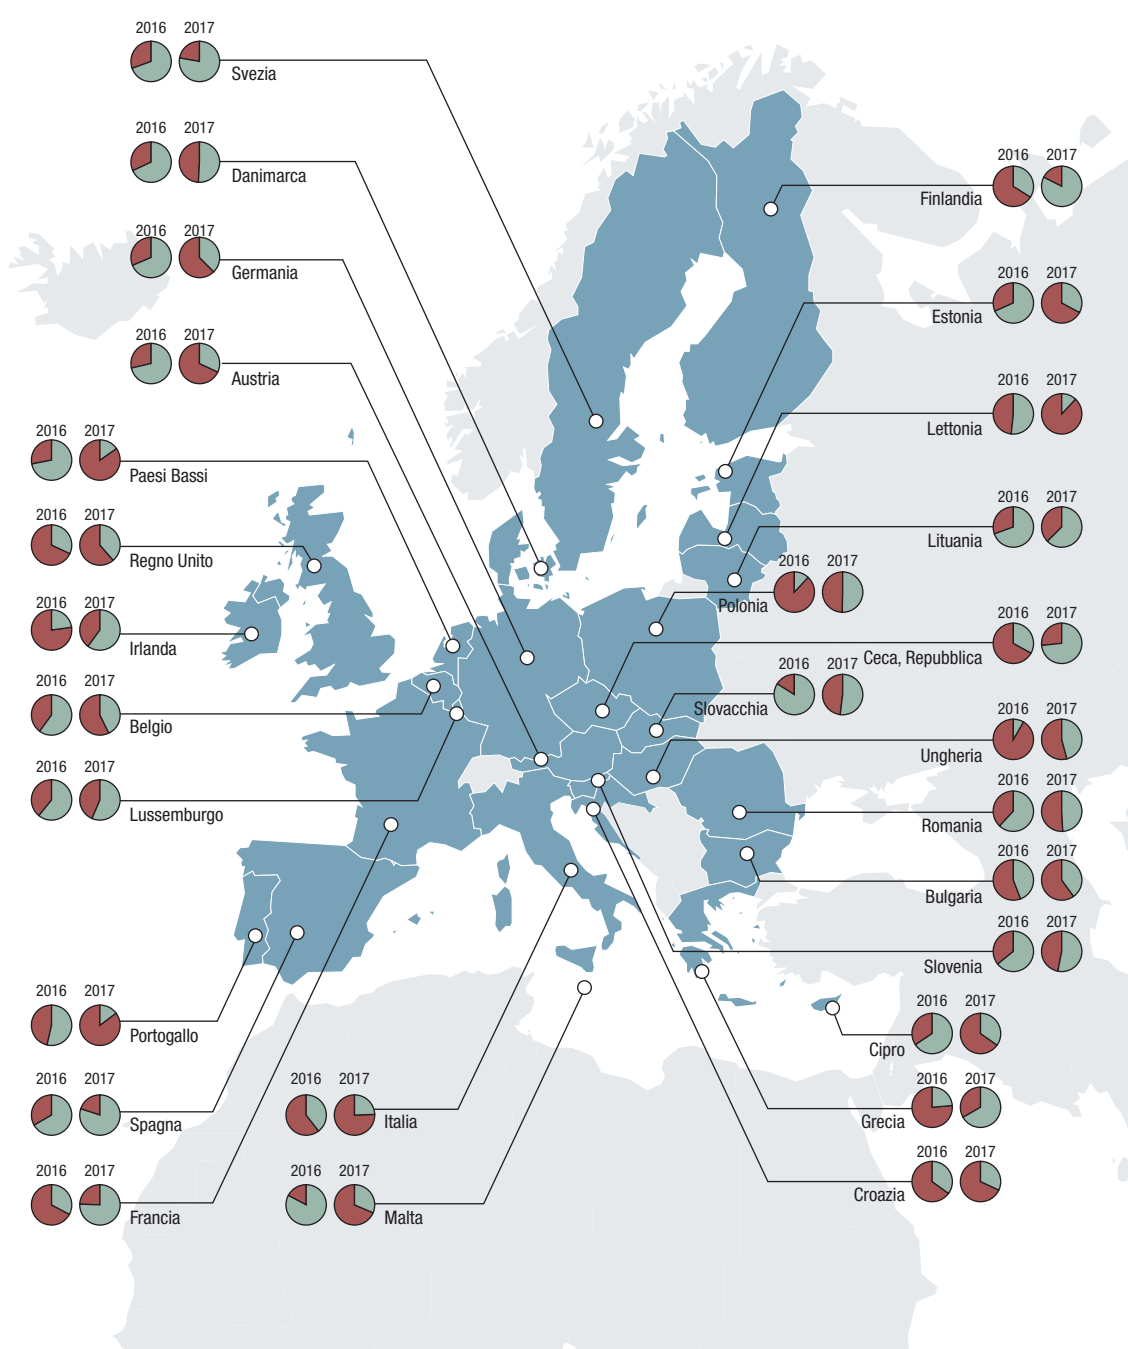 2016 2017
Svezia
2016 2017
Danimarca
2016 2017
Germania
2016 2017
Austria
2016 2017
Paesi Bassi
2016 2017
Regno Unito
2016 2017
Irlanda
2016 2017
Belgio
2016 2017
Lussemburgo
2016 2017
Portogallo
2016 2017
Spagna
2016 2017
Francia
2016 2017
Italia
2016 2017
Malta
2016 2017
Finlandia
2016 2017
Estonia
2016 2017
Lettonia
2016 2017
Lituania
2016 2017
Polonia
2016 2017
Ceca, Repubblica
2016 2017
Slovacchia
2016 2017
Ungheria
2016 2017
Romania
2016 2017
Bulgaria
2016 2017
Slovenia
2016 2017
Cipro
2016 2017
Grecia
2016 2017
Croazia